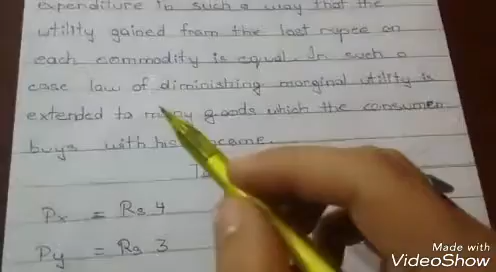 expenditure in such a way that the
utility gained from the last rupee on
each commodity is equal. In such a
case law of diminishing marginal utility is
extended to many goods which the consumer
buys with his income.
Px = Rs 4
Py = Rs 3
Made with
VideoShow